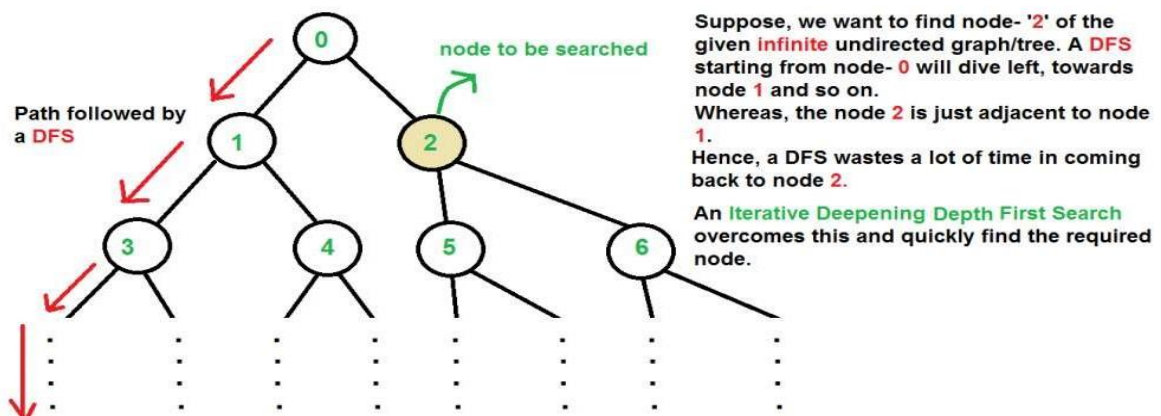 0
node to be searched
Path followed by
a DFS
1
2
3
4
5
6
Suppose, we want to find node- '2' of the
given infinite undirected graph/tree. A DFS
starting from node- 0 will dive left, towards
node 1 and so on.
Whereas, the node 2 is just adjacent to node
1.
Hence, a DFS wastes a lot of time in coming
back to node 2.
An Iterative Deepening Depth First Search
overcomes this and quickly find the required
node.